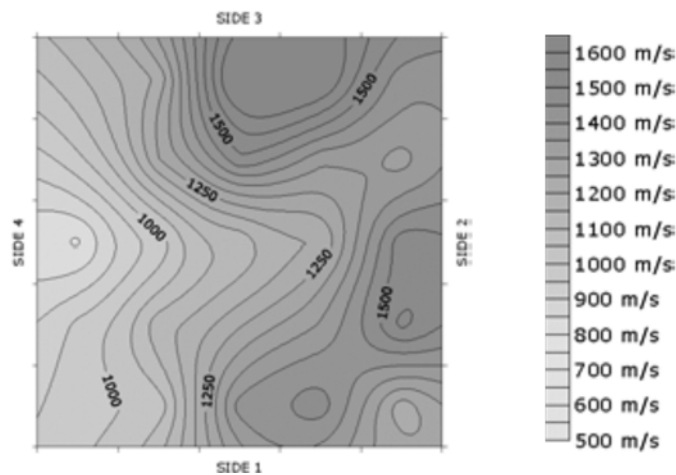 SIDE 3
1500
1500
1250
1000
1250
1500
1000
1250
SIDE 4
SIDE 2
SIDE 1
1600 m/s
1500 m/s
1400 m/s
1300 m/s
1200 m/s
1100 m/s
1000 m/s
900 m/s
800 m/s
700 m/s
600 m/s
500 m/s